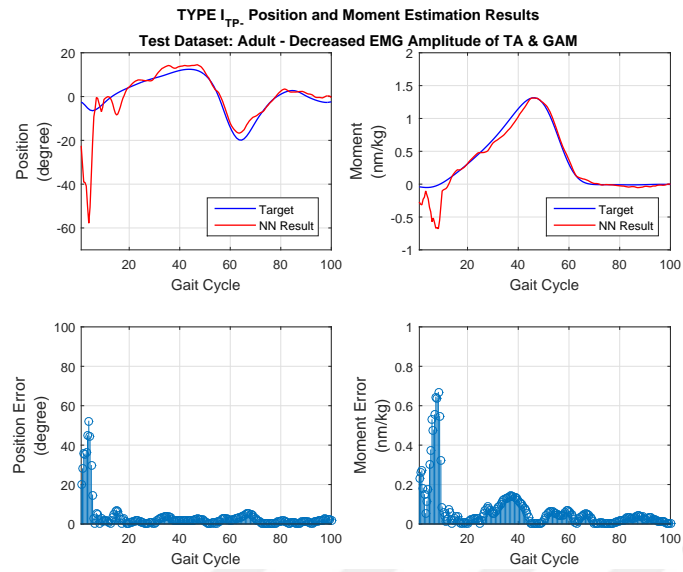 TYPE I_TP- Position and Moment Estimation Results
Test Dataset: Adult - Decreased EMG Amplitude of TA & GAM
20
0
-20
-40
-60
Position
(degree)
Target
NN Result
20 40 60 80 100
Gait Cycle
2
1.5
1
0.5
0
-0.5
-1
Moment
(nm/kg)
Target
NN Result
20 40 60 80 100
Gait Cycle
100
80
60
40
20
0
Position Error
(degree)
20 40 60 80 100
Gait Cycle
1
0.8
0.6
0.4
0.2
0
Moment Error
(nm/kg)
20 40 60 80 100
Gait Cycle